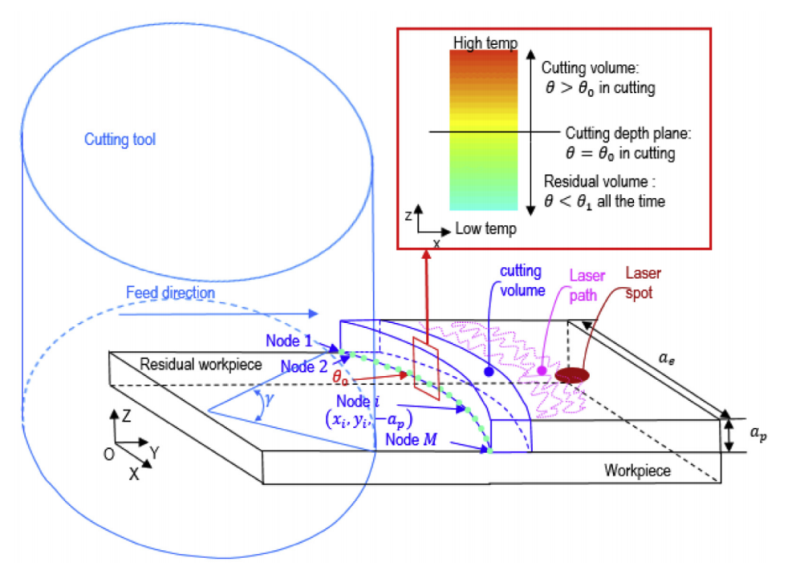 High temp
Cutting volume:
θ > θ₀ in cutting
Cutting depth plane:
θ = θ₀ in cutting
Residual volume :
θ < θ₁ all the time
Z
X
Low temp
Cutting tool
Feed direction
cutting
volume
Laser
path
Laser
spot
Node 1
Node 2
Residual workpiece
θ₀
aₑ
γ
Node i
(xᵢ, yᵢ, −aₚ)
Node M
aₚ
Z
O
Y
X
Workpiece